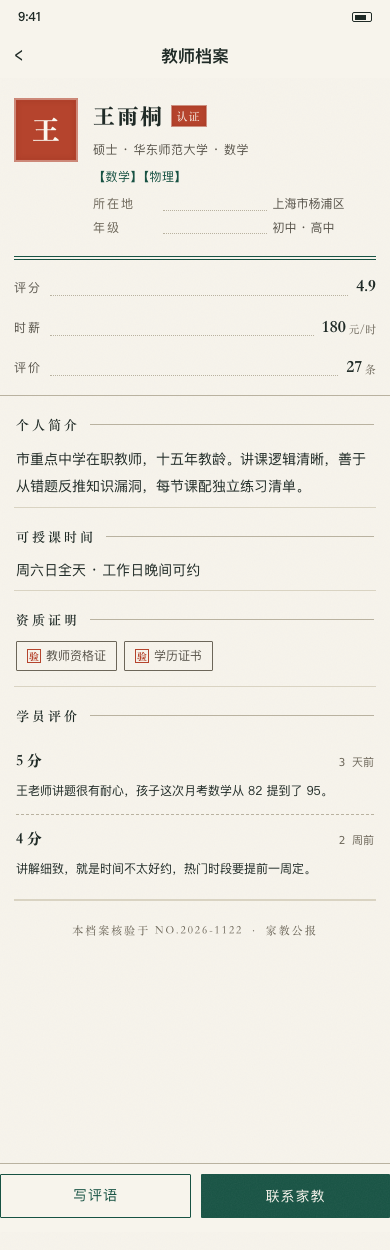 9:41
教师档案
王
王雨桐 认证
硕士 · 华东师范大学 · 数学
【数学】【物理】
所在地 上海市杨浦区
年级 初中 · 高中
评分 4.9
时薪 180 元/时
评价 27 条
个人简介
市重点中学在职教师，十五年教龄。讲课逻辑清晰，善于
从错题反推知识漏洞，每节课配独立练习清单。
可授课时间
周六日全天 · 工作日晚间可约
资质证明
验 教师资格证 验 学历证书
学员评价
5 分 3 天前
王老师讲题很有耐心，孩子这次月考数学从 82 提到了 95。
4 分 2 周前
讲解细致，就是时间不太好约，热门时段要提前一周定。
本档案核验于 NO.2026-1122 · 家教公报
写评语 联系家教